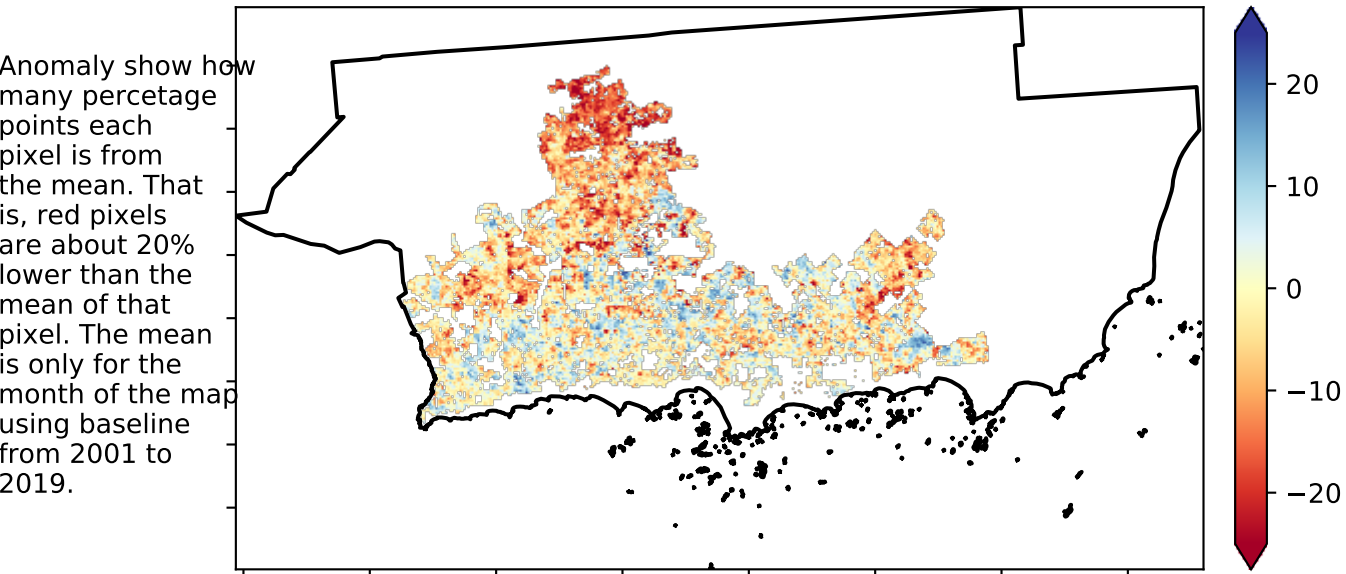 Anomaly show how
many percetage
points each
pixel is from
the mean. That
is, red pixels
are about 20%
lower than the
mean of that
pixel. The mean
is only for the
month of the map
using baseline
from 2001 to
2019.
20
10
0
−10
−20